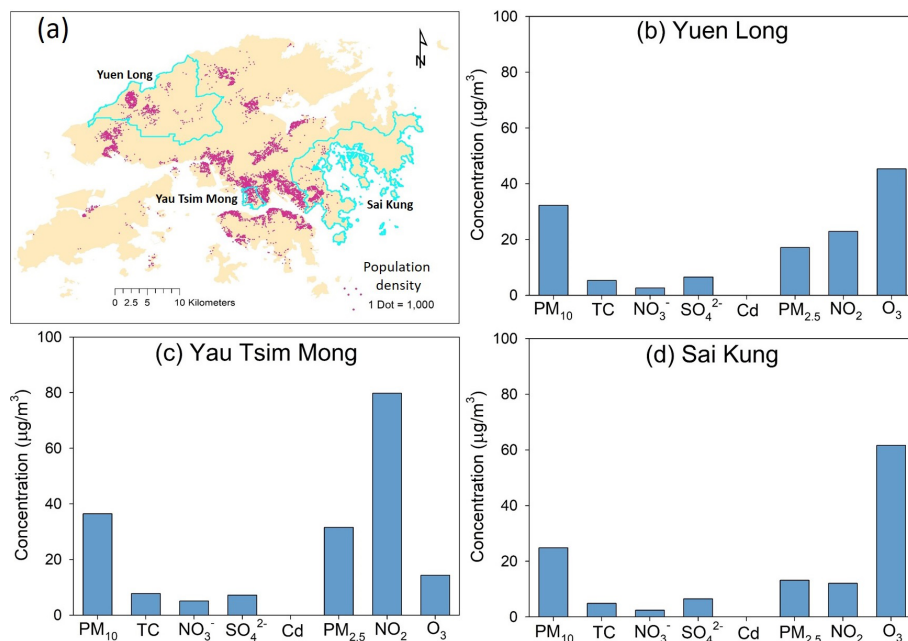 (a)
N
Yuen Long
Yau Tsim Mong
Sai Kung
Population
density
0 2.5 5 10 Kilometers
1 Dot = 1,000
(b) Yuen Long
Concentration (µg/m³)
100
80
60
40
20
0
PM₁₀ TC NO₃⁻ SO₄²⁻ Cd PM₂.₅ NO₂ O₃
(c) Yau Tsim Mong
Concentration (µg/m³)
100
80
60
40
20
0
PM₁₀ TC NO₃⁻ SO₄²⁻ Cd PM₂.₅ NO₂ O₃
(d) Sai Kung
Concentration (µg/m³)
100
80
60
40
20
0
PM₁₀ TC NO₃⁻ SO₄²⁻ Cd PM₂.₅ NO₂ O₃